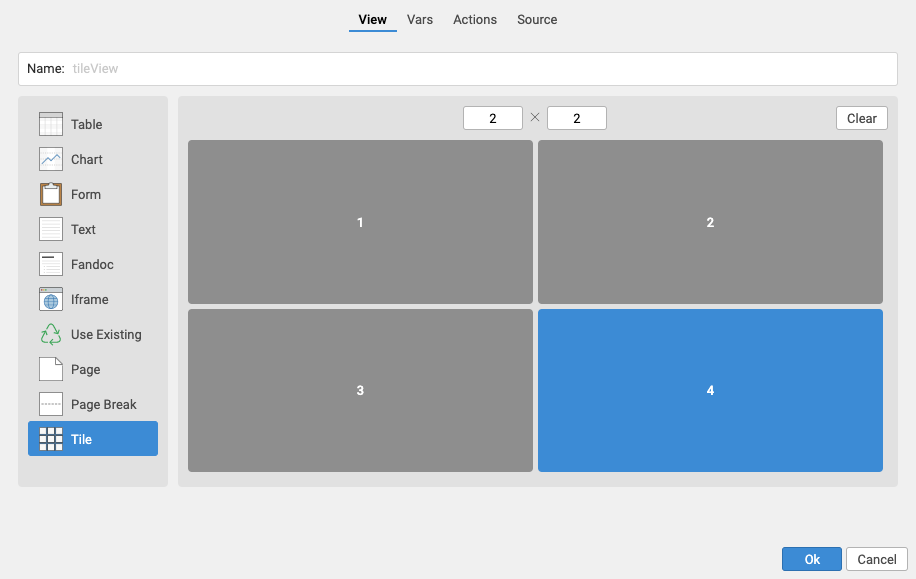 View Vars Actions Source
Name: tileView
2 × 2 Clear
Table
Chart
Form
Text
Fandoc
Iframe
Use Existing
Page
Page Break
Tile
1 2
3 4
Ok Cancel